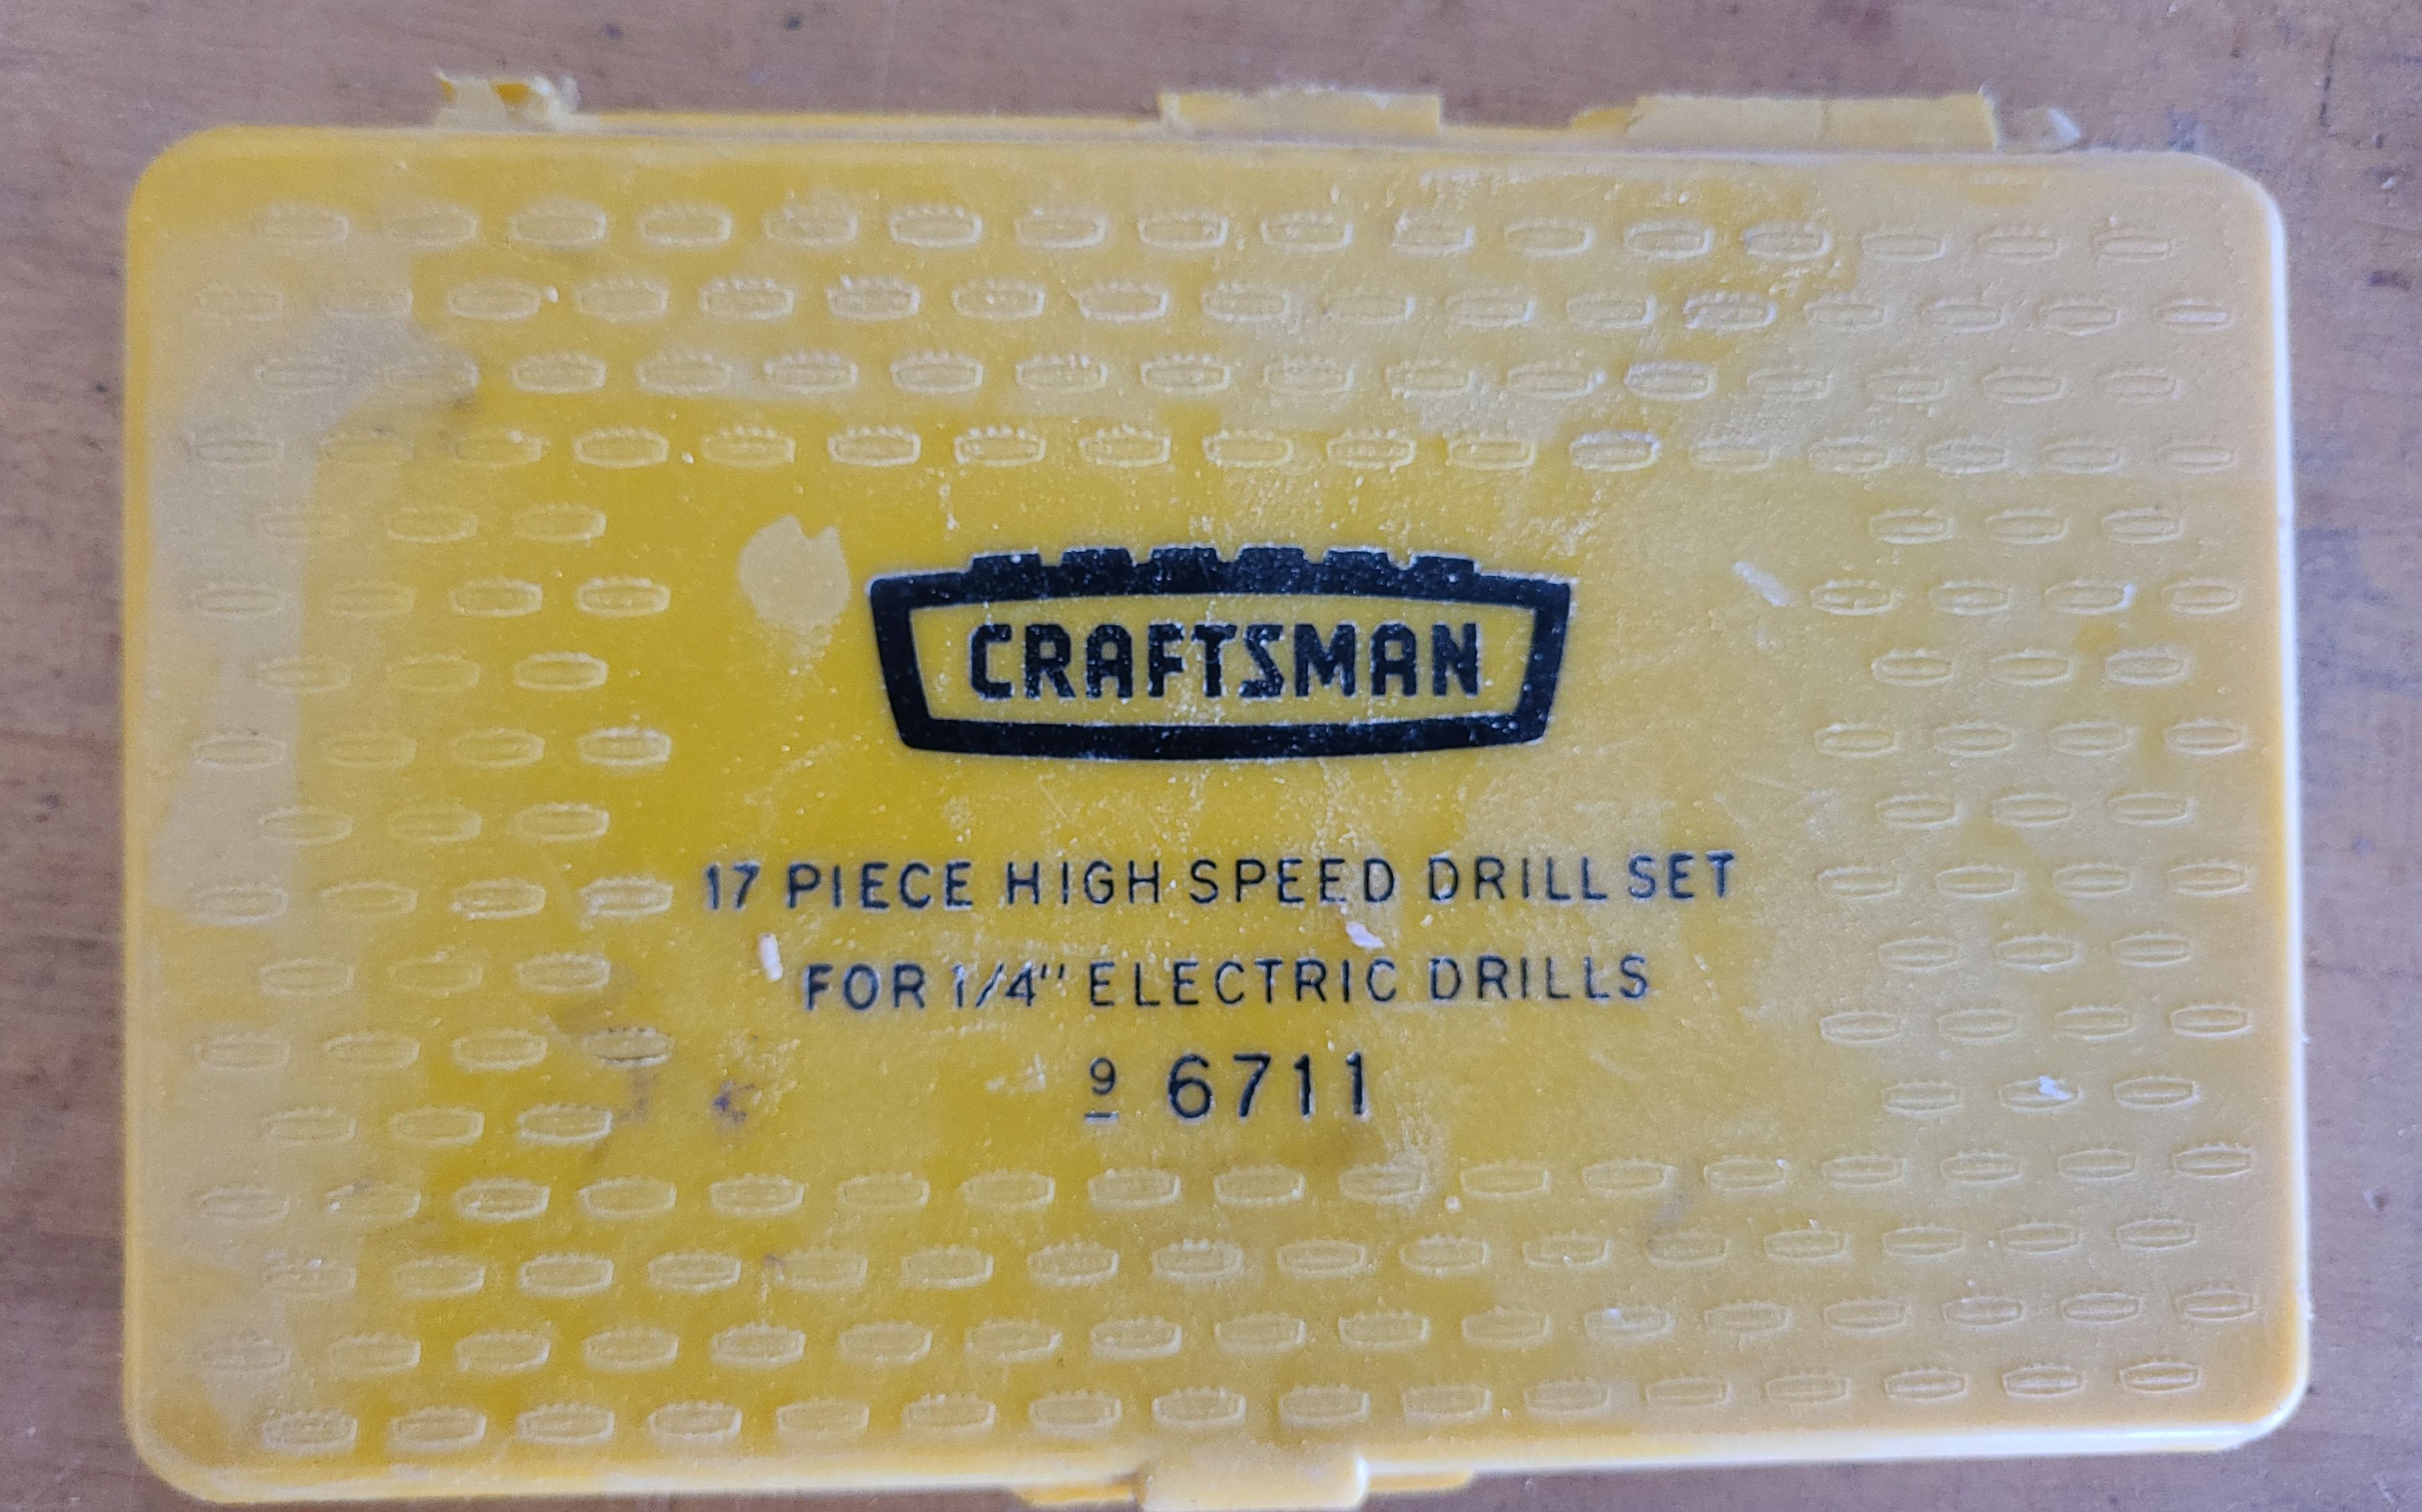 CRAFTSMAN
17 PIECE HIGH SPEED DRILL SET
FOR 1/4" ELECTRIC DRILLS
9 6711